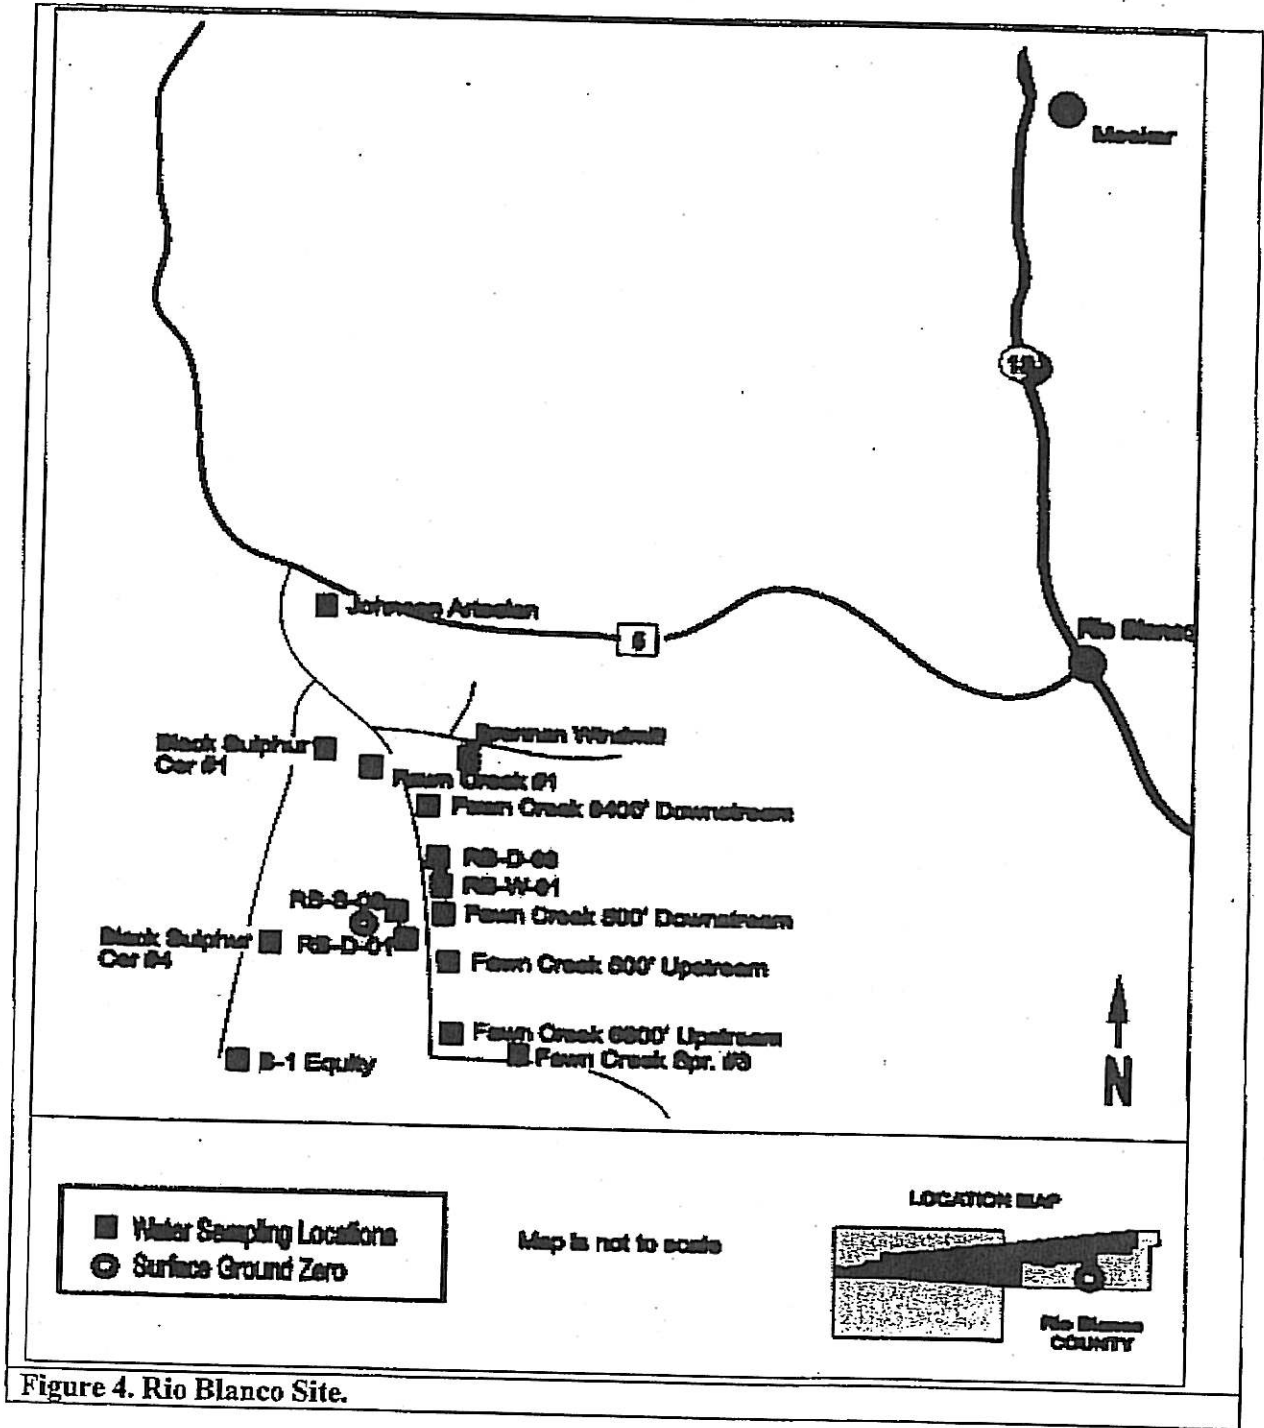 Meeker
Rio Blanco
Johnson Artesian
5
Brennan Windmill
Black Sulphur
Cer #1
Fawn Creek #1
Fawn Creek 8400' Downstream
RB-D-03
RB-W-01
RB-S-03
Fawn Creek 500' Downstream
Black Sulphur
Cer #4
RB-D-01
Fawn Creek 500' Upstream
Fawn Creek 6800' Upstream
B-1 Equity
Fawn Creek Spr. #3
N
LOCATION MAP
Water Sampling Locations
Map is not to scale
Surface Ground Zero
Rio Blanco
COUNTY
Figure 4. Rio Blanco Site.